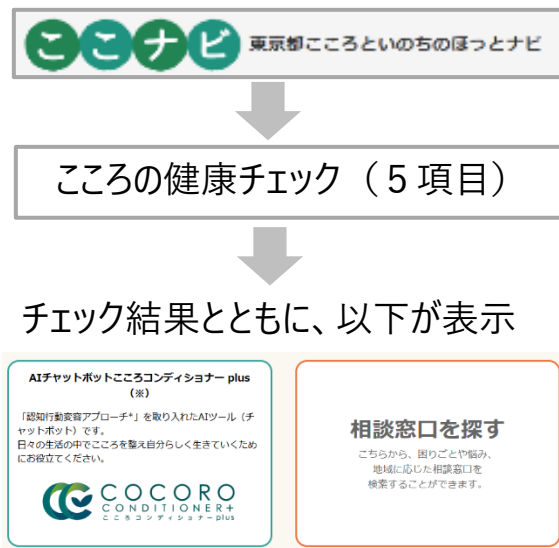 ここナビ 東京都こころといのちのほっとナビ
こころの健康チェック（５項目）
チェック結果とともに、以下が表示
AIチャットボットこころコンディショナー plus
（※）
「認知行動変容アプローチ*」を取り入れたAIツール（チ
ャットボット）です。
日々の生活の中でこころを整え自分らしく生きていくため
にお役立てください。
COCORO
CONDITIONER+
こころコンディショナーplus
相談窓口を探す
こちらから、困りごとや悩み、
地域に応じた相談窓口を
検索することができます。